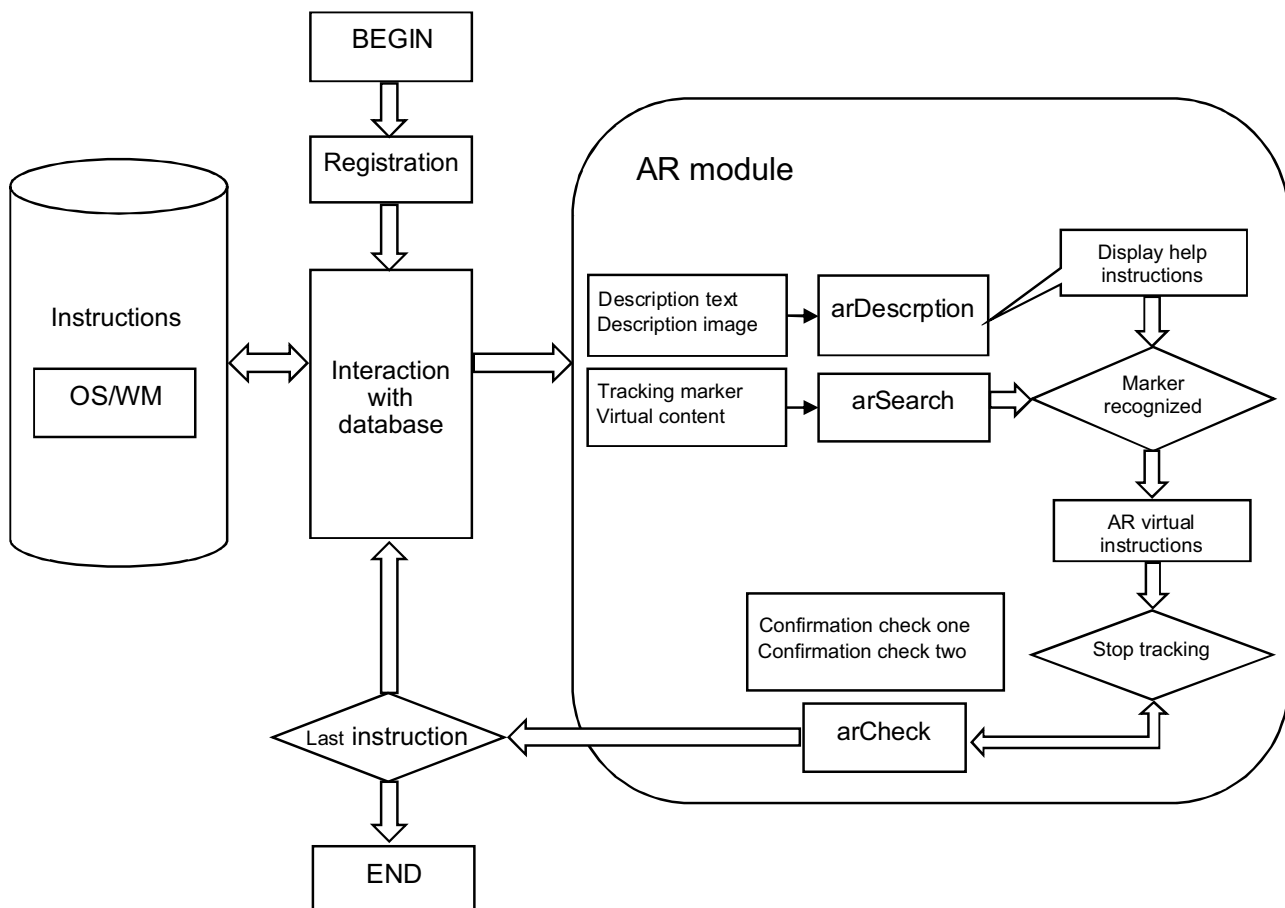 BEGIN
Registration
Instructions
OS/WM
Interaction
with
database
AR module
Description text
Description image
arDescrption
Display help
instructions
Tracking marker
Virtual content
arSearch
Marker
recognized
AR virtual
instructions
Stop tracking
Confirmation check one
Confirmation check two
arCheck
Last instruction
END